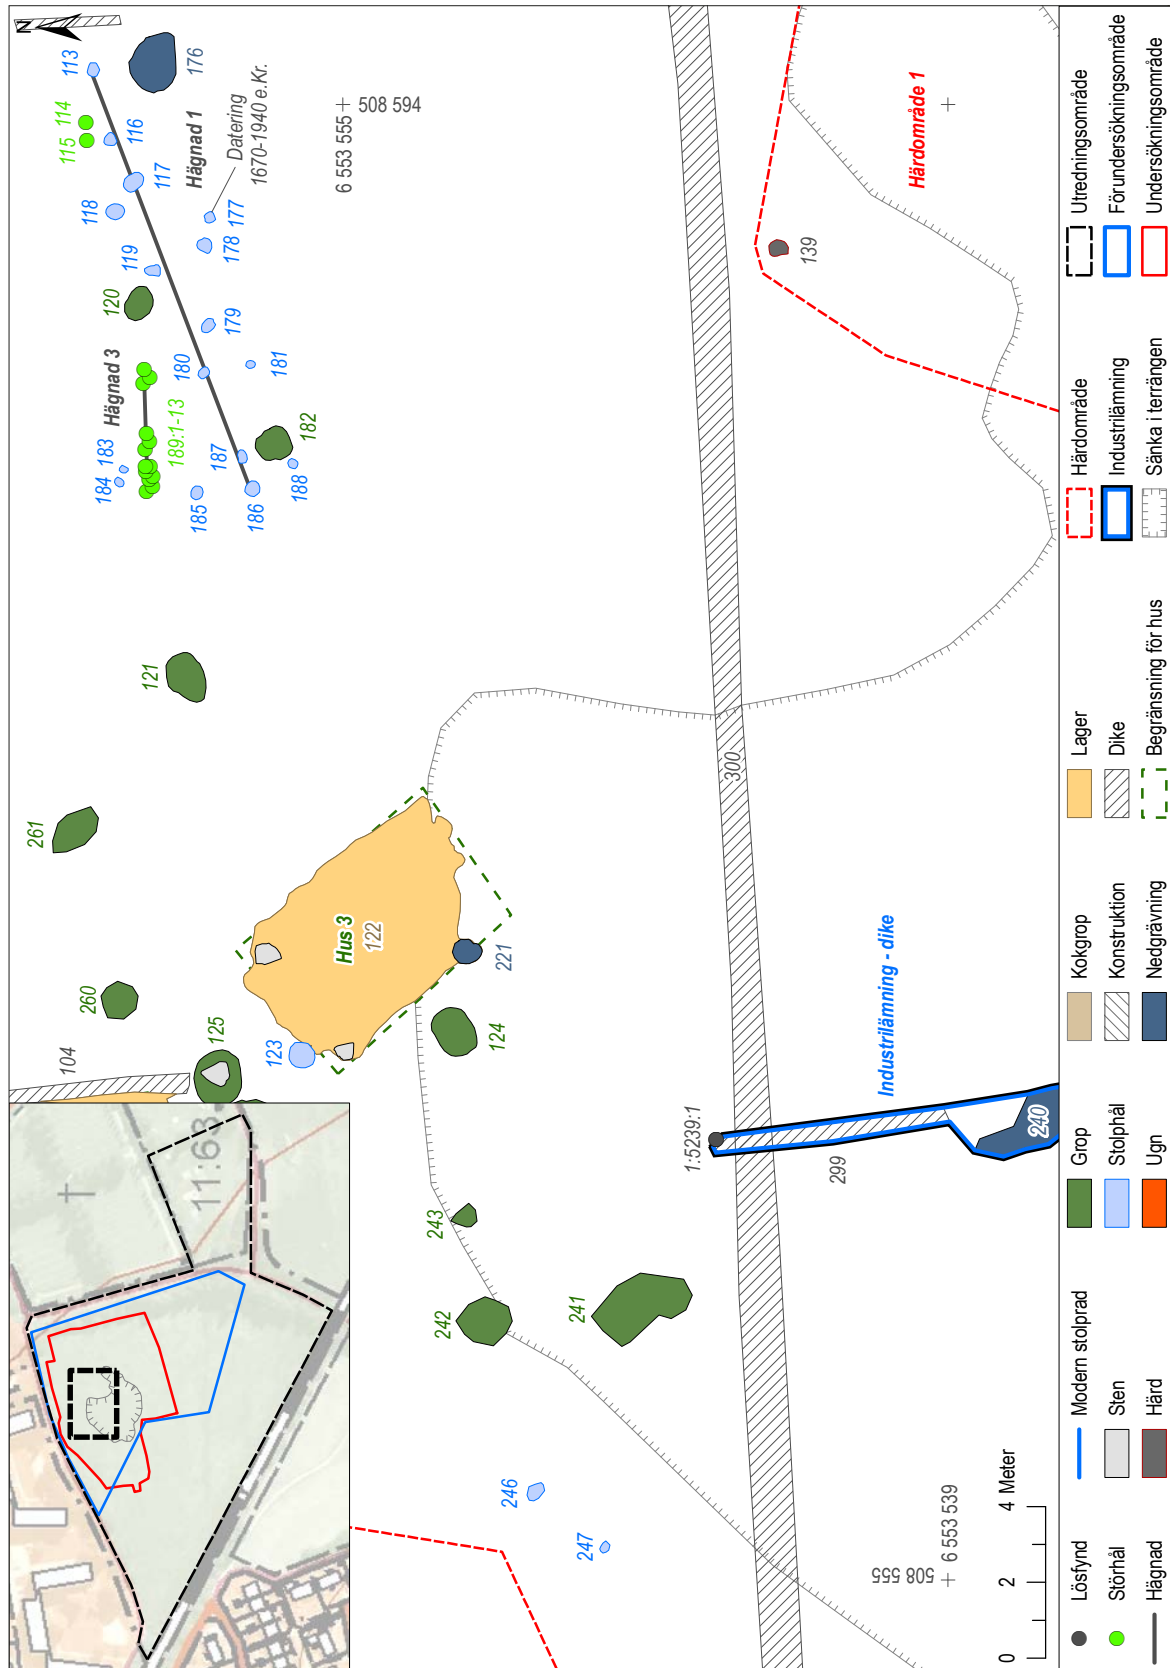 N
113
114
115
116
117
118
119
120
176
Hägnad 1
Datering
1670-1940 e.Kr.
177
178
179
180
181
182
Hägnad 3
183
184
189:1-13
185
186
187
188
6 553 555
508 594
Härdområde 1
139
121
261
260
104
125
123
Hus 3
122
221
124
300
Industrilämning - dike
1:5239:1
299
240
243
242
241
246
247
11:63
508 555
6 553 539
0 2 4 Meter
Lösfynd
Störhål
Hägnad
Modern stolprad
Sten
Härd
Grop
Stolphål
Ugn
Kokgrop
Konstruktion
Nedgrävning
Lager
Dike
Begränsning för hus
Härdområde
Industrilämning
Sänka i terrängen
Utredningsområde
Förundersökningsområde
Undersökningsområde